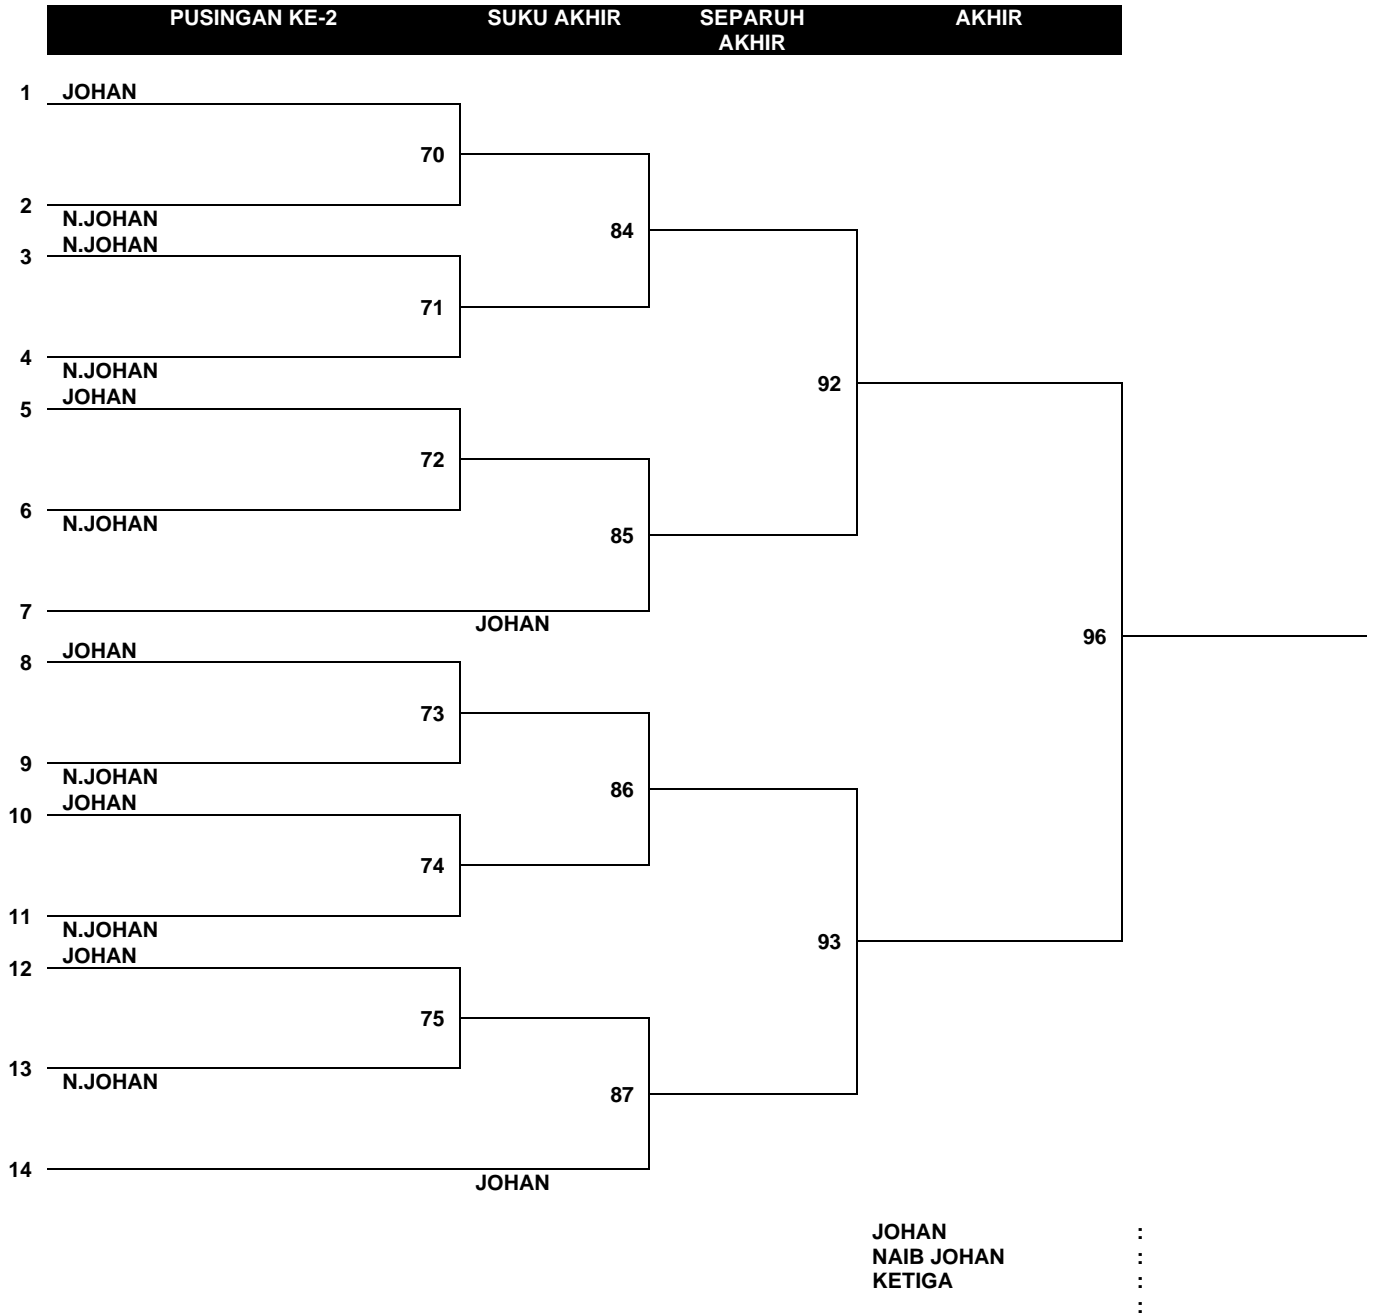 PUSINGAN KE-2 SUKU AKHIR SEPARUH AKHIR AKHIR
1 JOHAN
70
2
N.JOHAN
84
N.JOHAN
3
71
4
N.JOHAN
92
JOHAN
5
72
6
N.JOHAN
85
7
JOHAN
96
JOHAN
8
73
9
N.JOHAN
86
JOHAN
10
74
11
N.JOHAN
93
JOHAN
12
75
13
N.JOHAN
87
14
JOHAN
JOHAN :
NAIB JOHAN :
KETIGA :
: